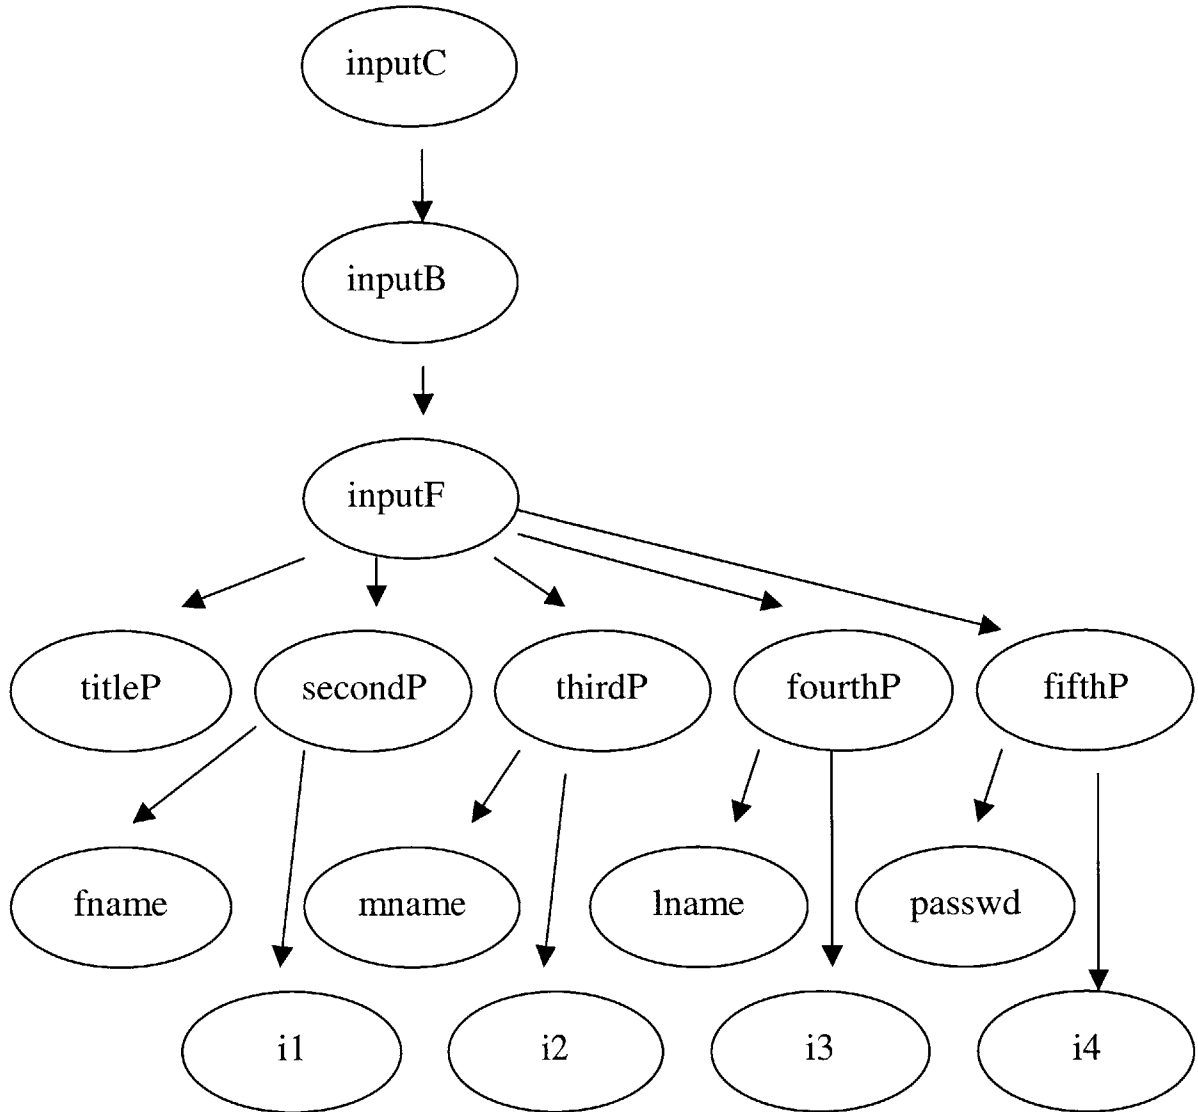 inputC
inputB
inputF
titleP secondP thirdP fourthP fifthP
fname mname lname passwd
i1 i2 i3 i4